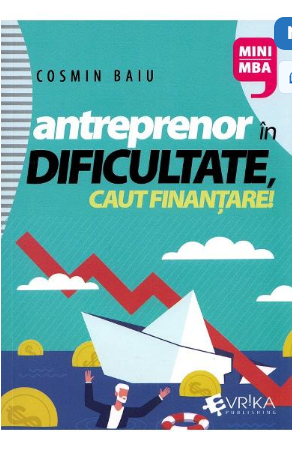 COSMIN BAIU
MINI
MBA
antreprenor în
DIFICULTATE,
CAUT FINANȚARE!
EVRIKA
PUBLISHING